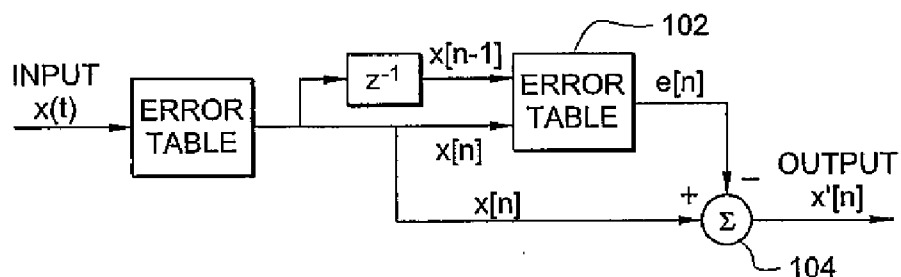 102
x[n-1]
INPUT
x(t)
ERROR
TABLE
z⁻¹
ERROR
TABLE
e[n]
x[n]
x[n]
+
−
Σ
OUTPUT
x'[n]
104